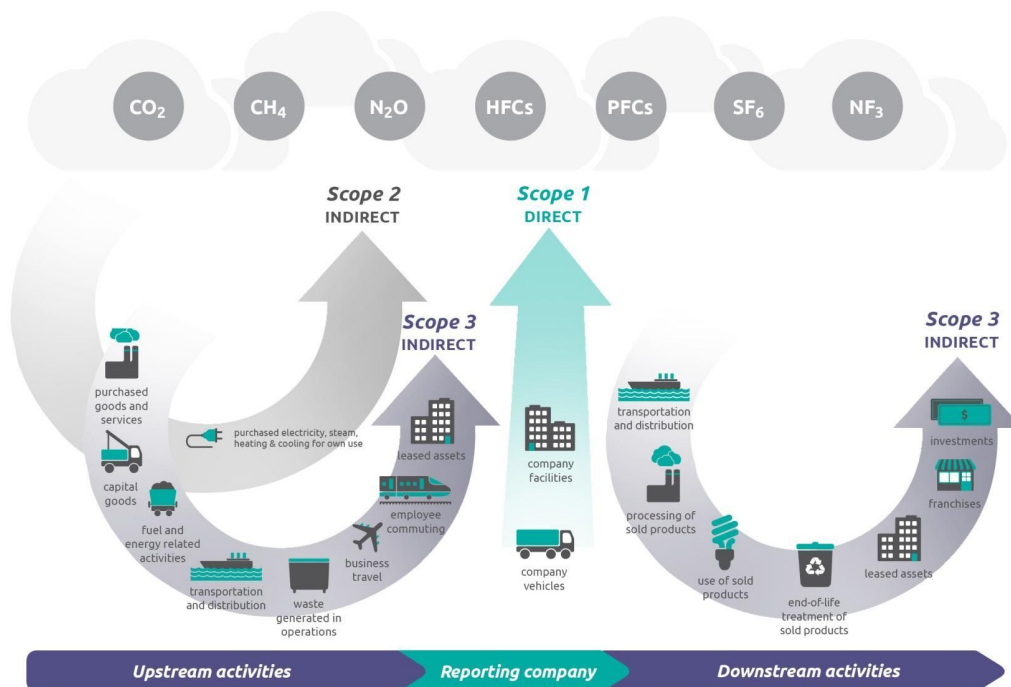 CO₂
CH₄
N₂O
HFCs
PFCs
SF₆
NF₃
Scope 2
INDIRECT
Scope 1
DIRECT
Scope 3
INDIRECT
Scope 3
INDIRECT
purchased
goods and
services
capital
goods
fuel and
energy related
activities
transportation
and distribution
waste
generated in
operations
business
travel
employee
commuting
leased assets
purchased electricity, steam,
heating & cooling for own use
company
facilities
company
vehicles
transportation
and distribution
processing of
sold products
use of sold
products
end-of-life
treatment of
sold products
leased assets
franchises
$
investments
Upstream activities
Reporting company
Downstream activities